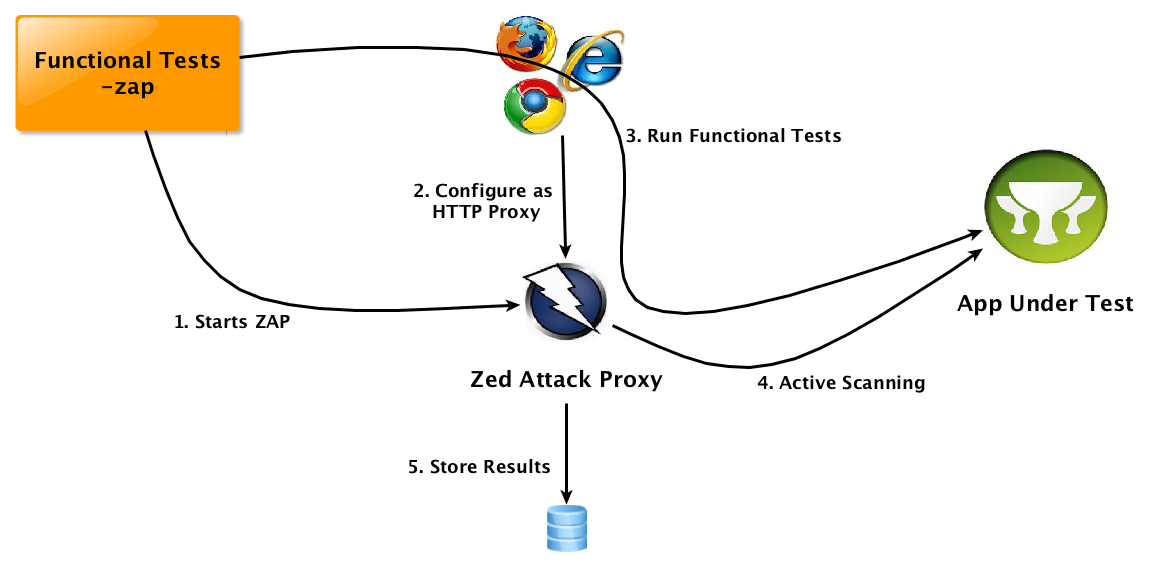 Functional Tests
-zap
3. Run Functional Tests
2. Configure as
HTTP Proxy
1. Starts ZAP
App Under Test
Zed Attack Proxy
4. Active Scanning
5. Store Results